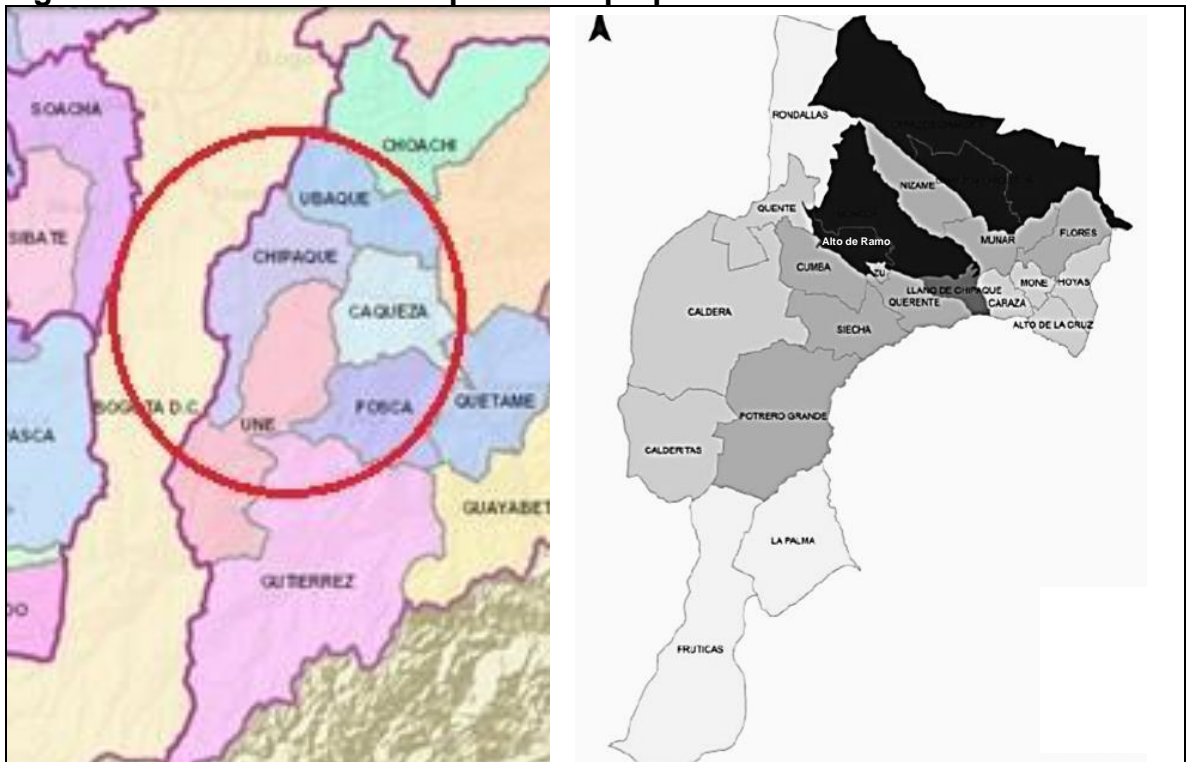 SOACHA
CHOACHI
UBAQUE
SIBATE
CHIPAQUE
CAQUEZA
BOGOTA D.C.
FOSCA
QUETAME
UNE
ASCA
GUAYABET
GUTIERREZ
DO
RONDALLAS
NIZAME
QUENTE
FLORES
MUNAR
Alto de Ramo
CUMBA
ZU
MONE
HOYAS
LLANO DE CHIPAQUE
QUERENTE
CARAZA
CALDERA
ALTO DE LA CRUZ
SIECHA
POTRERO GRANDE
CALDERITAS
LA PALMA
FRUTICAS